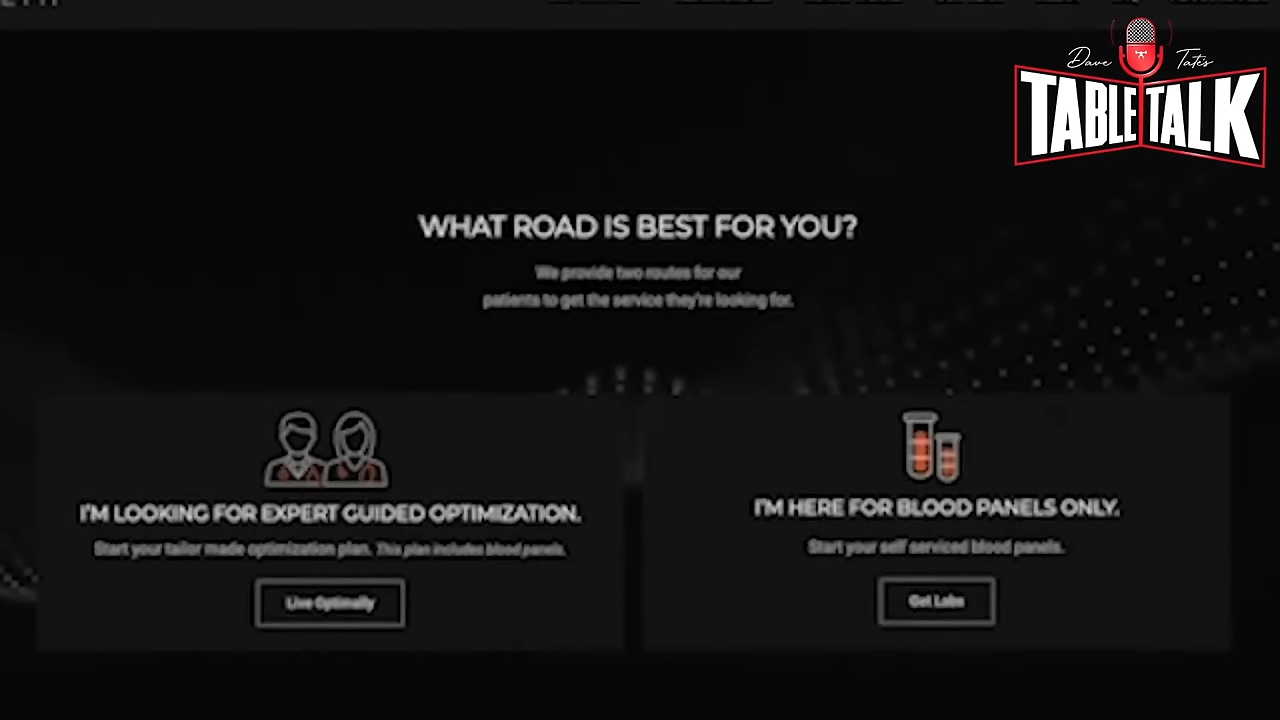 Dave Tate's
TABLE TALK
WHAT ROAD IS BEST FOR YOU?
We provide two routes for our
patients to get the service they're looking for.
I'M LOOKING FOR EXPERT GUIDED OPTIMIZATION.
Start your tailor made optimization plan. This plan includes blood panels.
Live Optimally
I'M HERE FOR BLOOD PANELS ONLY.
Start your self serviced blood panels.
Get Labs